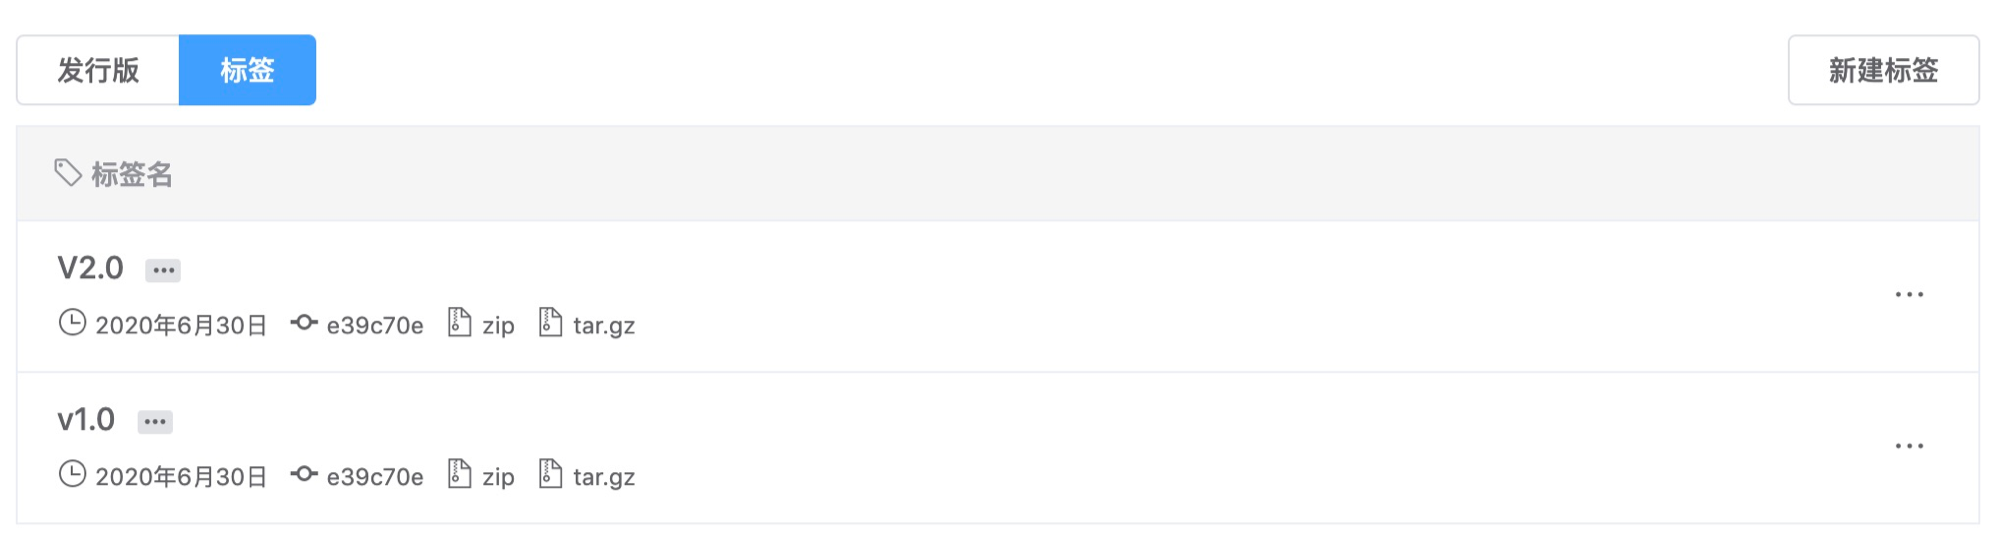 发行版 标签 新建标签
标签名
V2.0 ...
2020年6月30日 e39c70e zip tar.gz
...
v1.0 ...
2020年6月30日 e39c70e zip tar.gz
...